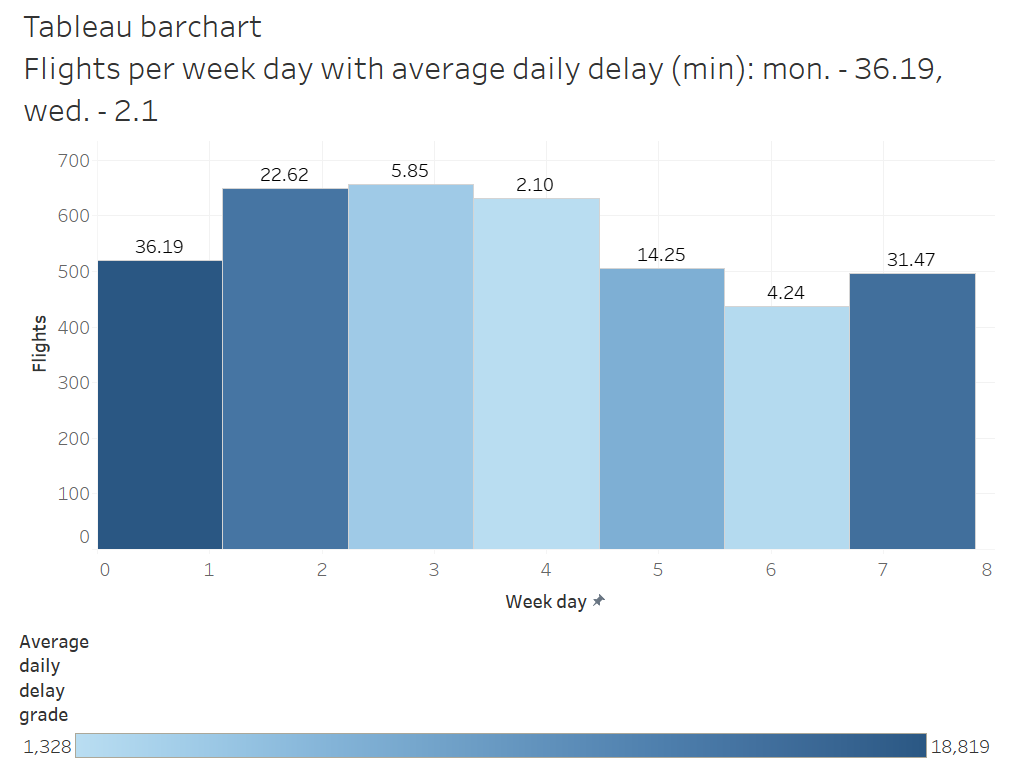 Tableau barchart
Flights per week day with average daily delay (min): mon. - 36.19,
wed. - 2.1
700
600
500
400
300
200
100
0
Flights
36.19
22.62
5.85
2.10
14.25
4.24
31.47
0 1 2 3 4 5 6 7 8
Week day
Average
daily
delay
grade
1,328 18,819